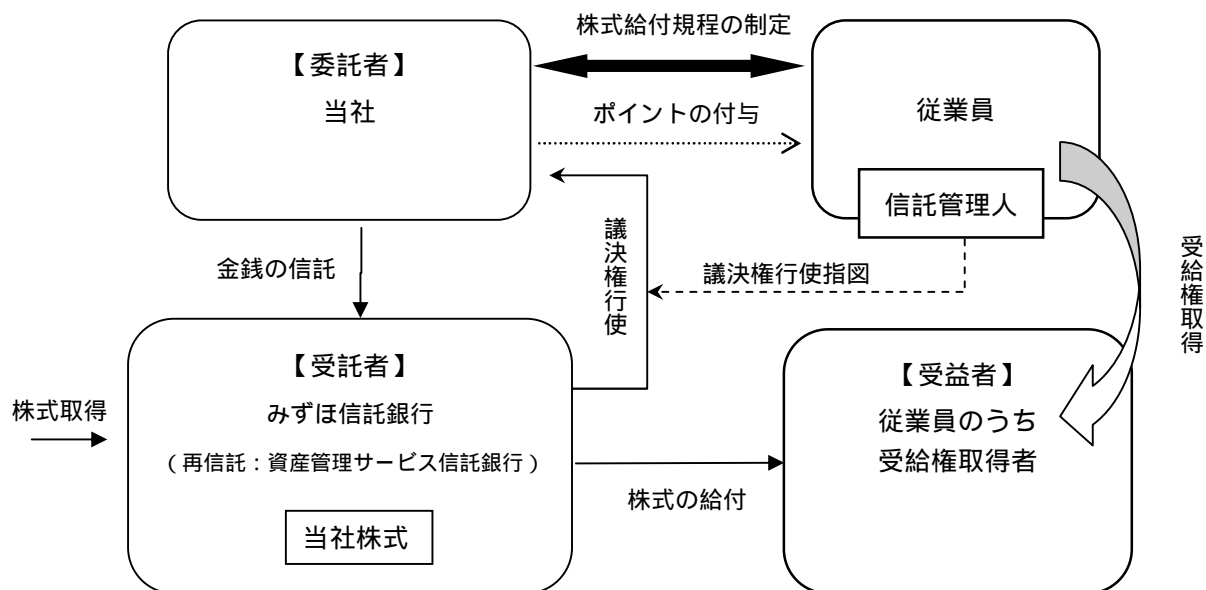 株式給付規程の制定
【委託者】
当社
ポイントの付与
従業員
信託管理人
金銭の信託
議決権行使
議決権行使指図
受給権取得
【受託者】
みずほ信託銀行
(再信託:資産管理サービス信託銀行)
当社株式
株式取得
株式の給付
【受益者】
従業員のうち
受給権取得者